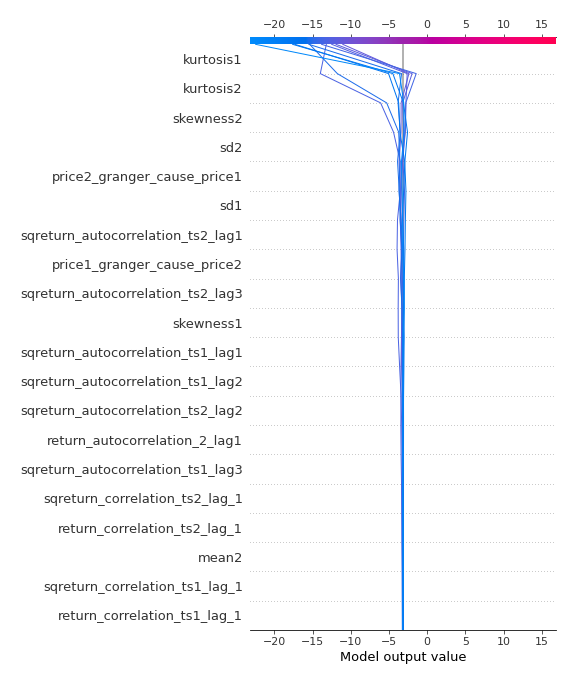 −20 −15 −10 −5 0 5 10 15
kurtosis1
kurtosis2
skewness2
sd2
price2_granger_cause_price1
sd1
sqreturn_autocorrelation_ts2_lag1
price1_granger_cause_price2
sqreturn_autocorrelation_ts2_lag3
skewness1
sqreturn_autocorrelation_ts1_lag1
sqreturn_autocorrelation_ts1_lag2
sqreturn_autocorrelation_ts2_lag2
return_autocorrelation_2_lag1
sqreturn_autocorrelation_ts1_lag3
sqreturn_correlation_ts2_lag_1
return_correlation_ts2_lag_1
mean2
sqreturn_correlation_ts1_lag_1
return_correlation_ts1_lag_1
−20 −15 −10 −5 0 5 10 15
Model output value